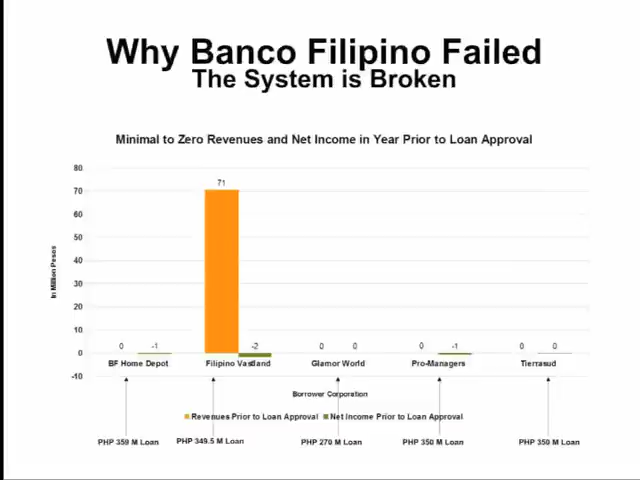 Why Banco Filipino Failed
The System is Broken
Minimal to Zero Revenues and Net Income in Year Prior to Loan Approval
80
70
60
50
40
30
20
10
0
-10
In Million Pesos
71
0 -1 -2 0 0 0 -1 0 0
BF Home Depot Filipino Vastland Glamor World Pro-Managers Tierrasud
Borrower Corporation
Revenues Prior to Loan Approval Net Income Prior to Loan Approval
PHP 359 M Loan PHP 349.5 M Loan PHP 270 M Loan PHP 350 M Loan PHP 350 M Loan